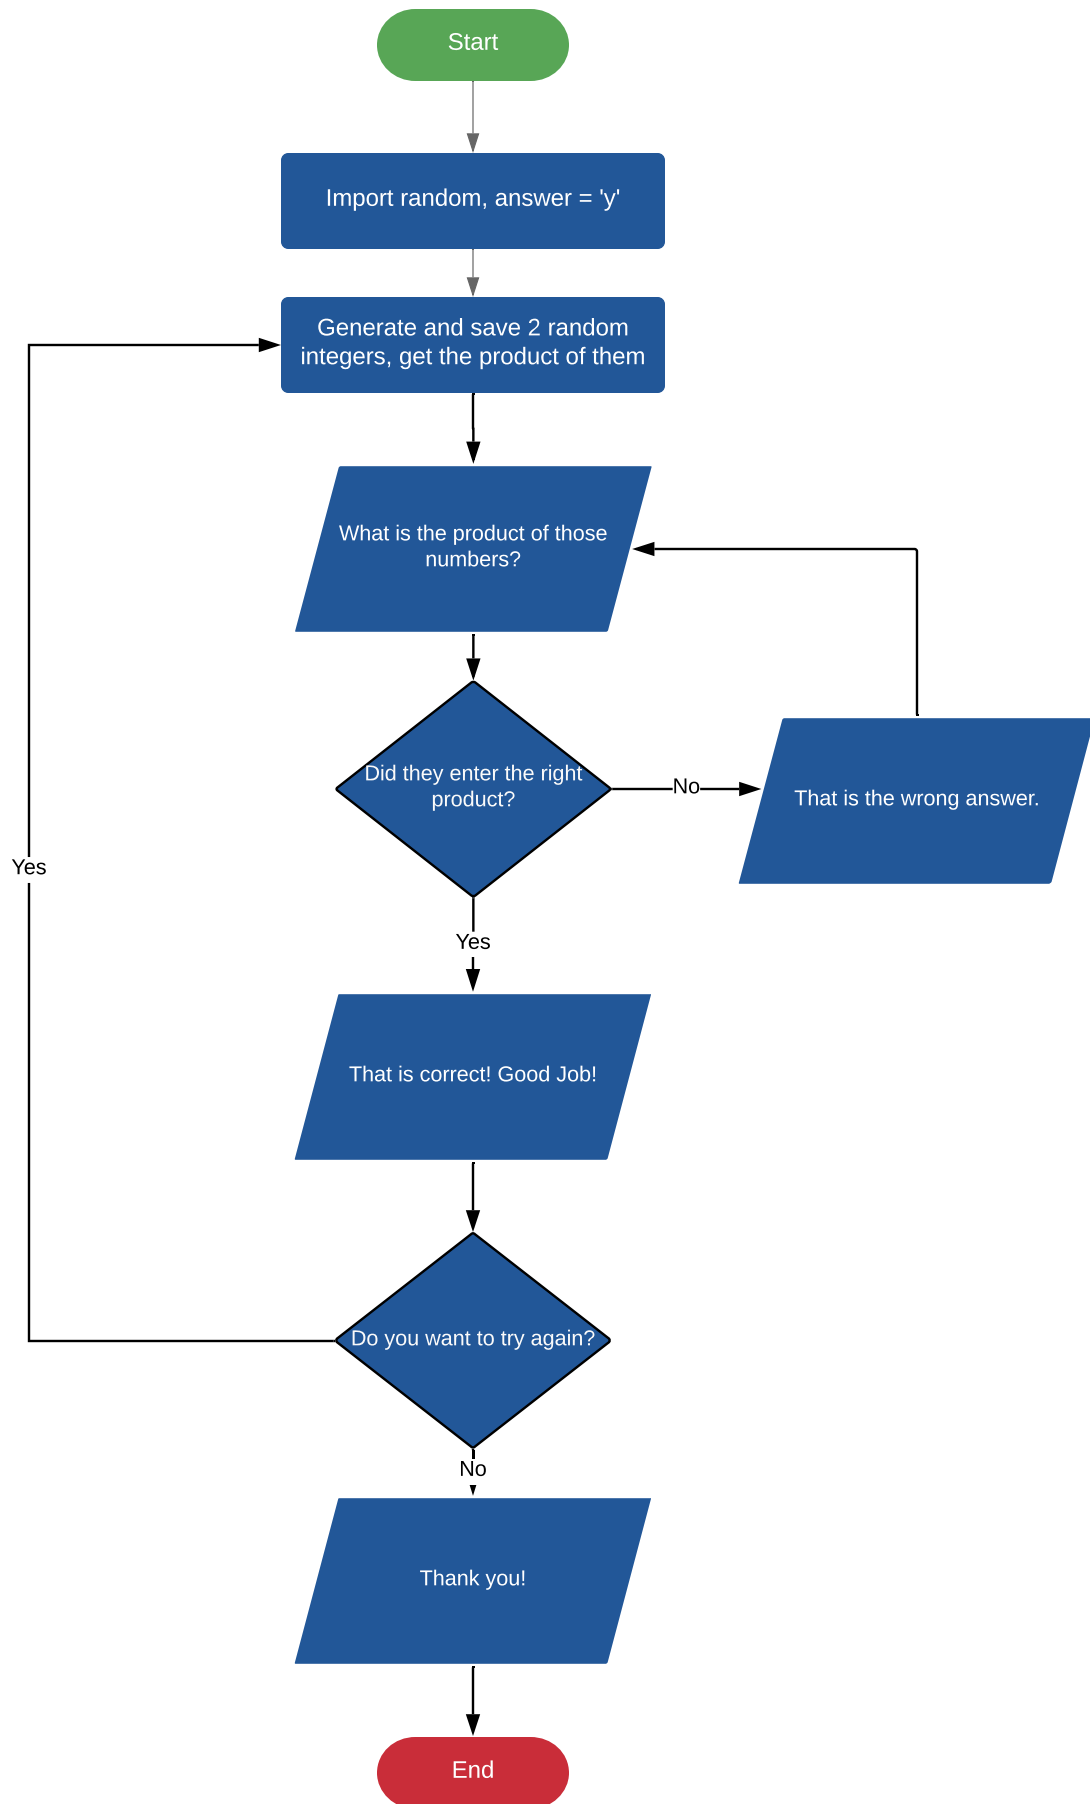 Start
Import random, answer = 'y'
Generate and save 2 random
integers, get the product of them
What is the product of those
numbers?
Did they enter the right
product?
No
That is the wrong answer.
Yes
Yes
That is correct! Good Job!
Do you want to try again?
No
Thank you!
End